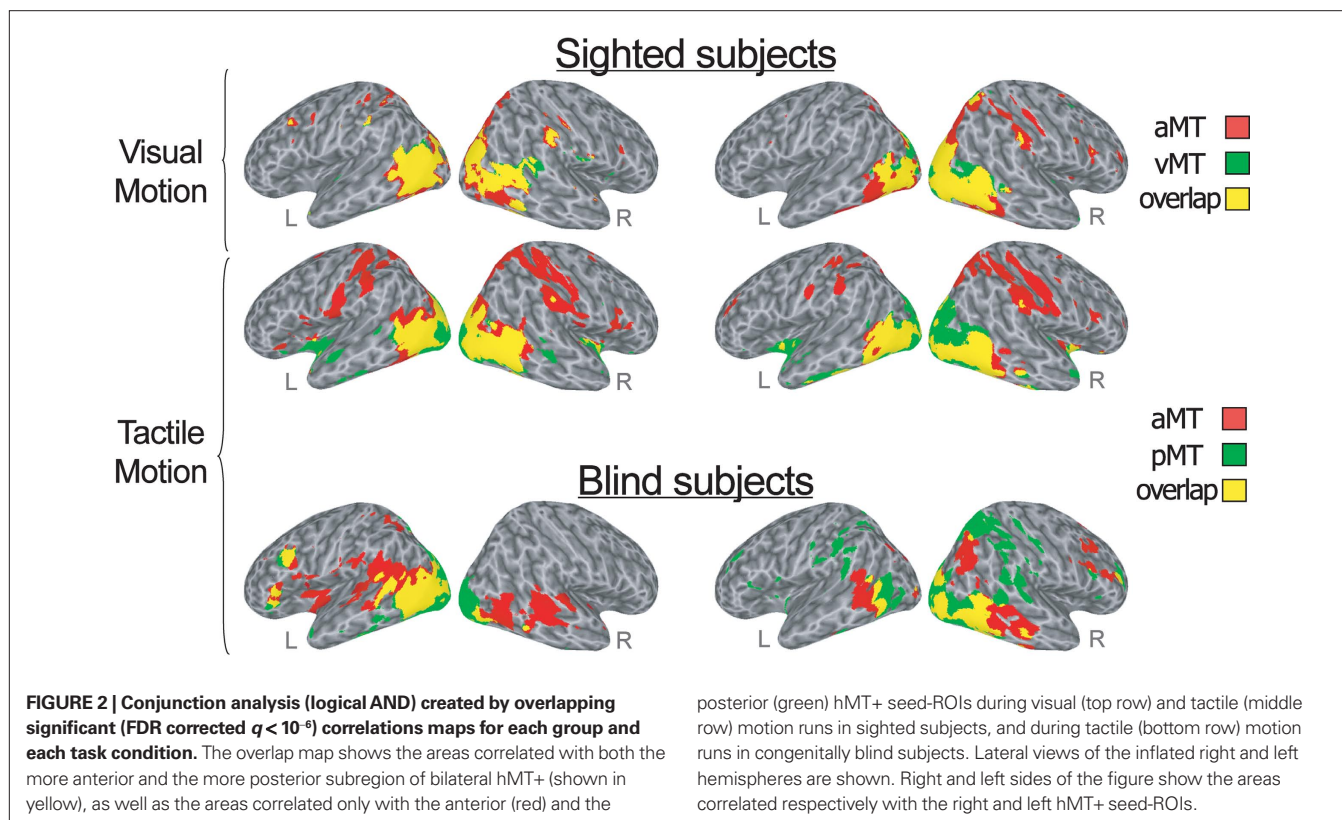 Sighted subjects
Visual
Motion
L
R
L
R
aMT
vMT
overlap
Tactile
Motion
L
R
L
R
aMT
pMT
overlap
Blind subjects
L
R
L
R
FIGURE 2 | Conjunction analysis (logical AND) created by overlapping
significant (FDR corrected q < 10⁻⁶) correlations maps for each group and
each task condition. The overlap map shows the areas correlated with both the
more anterior and the more posterior subregion of bilateral hMT+ (shown in
yellow), as well as the areas correlated only with the anterior (red) and the
posterior (green) hMT+ seed-ROIs during visual (top row) and tactile (middle
row) motion runs in sighted subjects, and during tactile (bottom row) motion
runs in congenitally blind subjects. Lateral views of the inflated right and left
hemispheres are shown. Right and left sides of the figure show the areas
correlated respectively with the right and left hMT+ seed-ROIs.